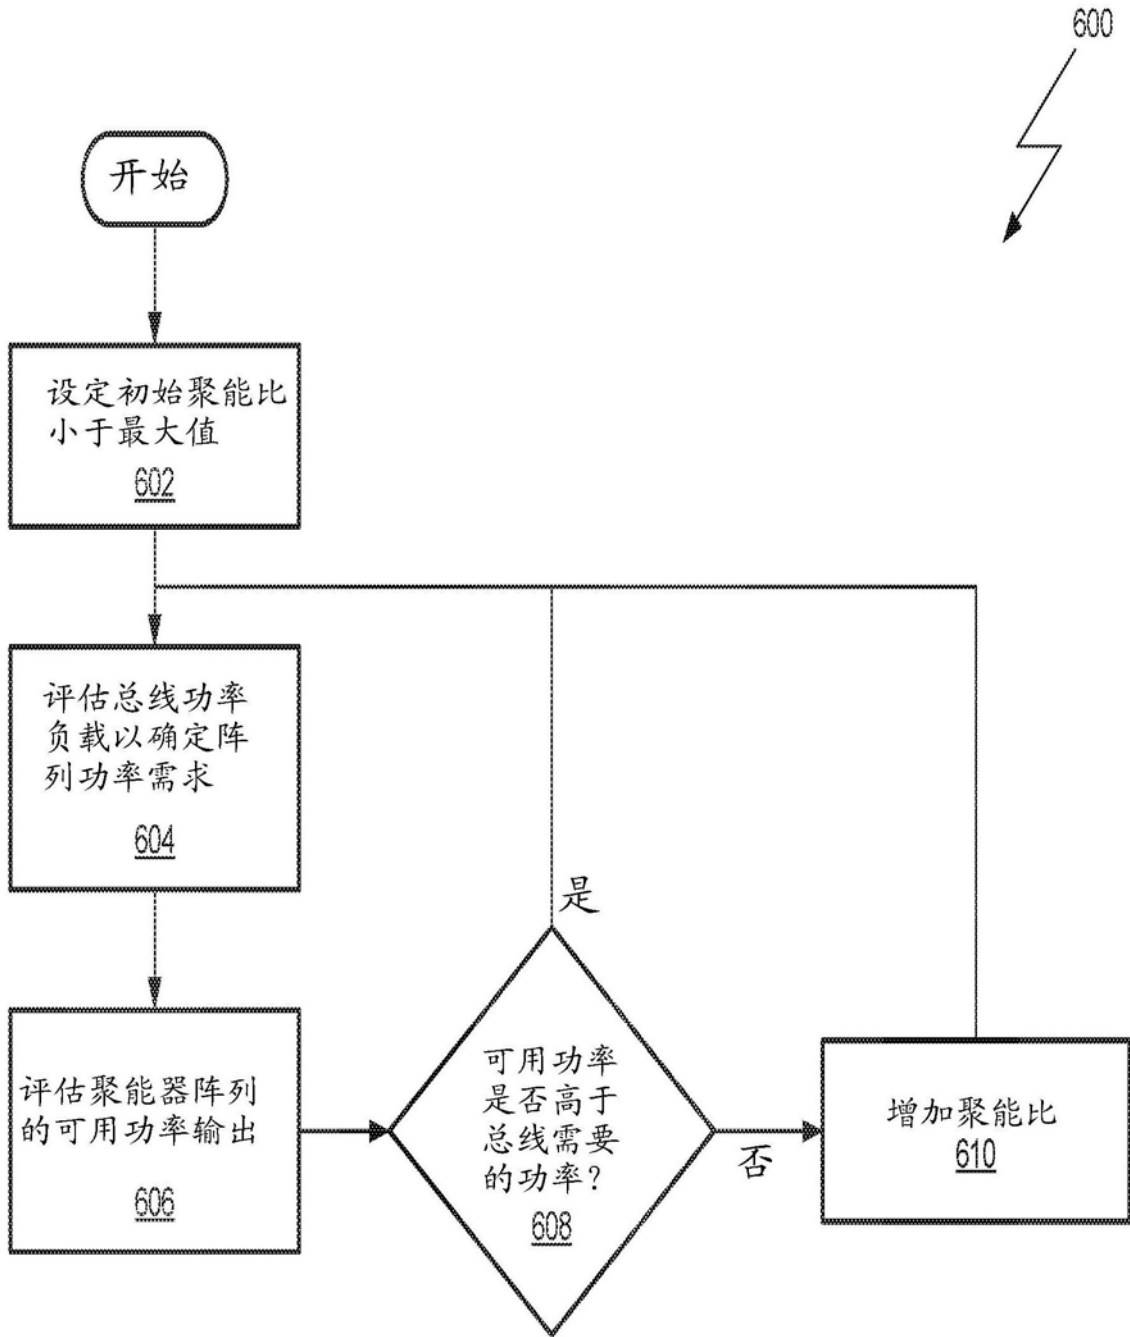 600
开始
设定初始聚能比
小于最大值
602
评估总线功率
负载以确定阵
列功率需求
604
评估聚能器阵列
的可用功率输出
606
是
可用功率
是否高于
总线需要
的功率？
608
否
增加聚能比
610